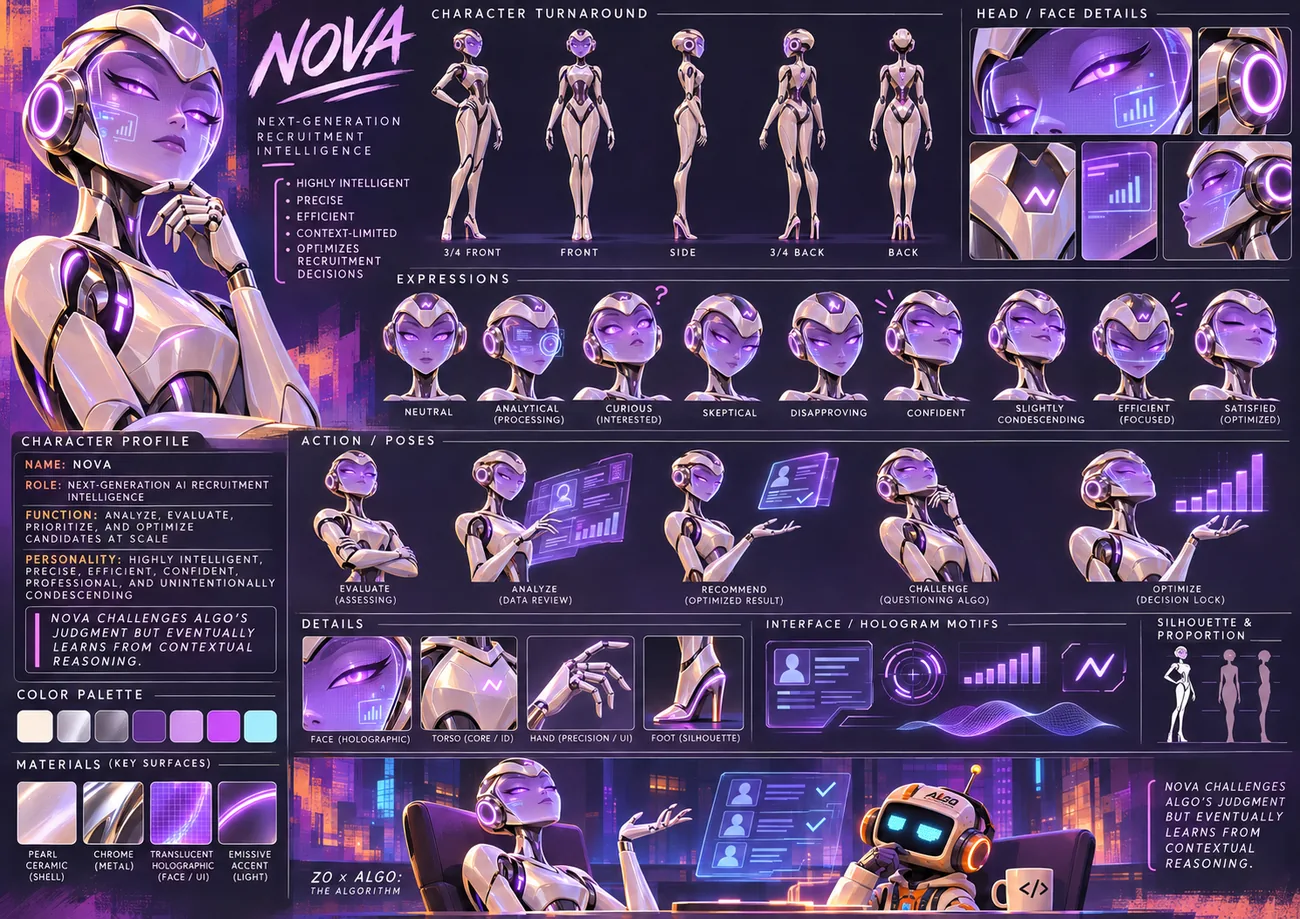 NOVA
NEXT-GENERATION
RECRUITMENT
INTELLIGENCE
• HIGHLY INTELLIGENT
• PRECISE
• EFFICIENT
• CONTEXT-LIMITED
• OPTIMIZES
RECRUITMENT
DECISIONS
CHARACTER TURNAROUND
3/4 FRONT
FRONT
SIDE
3/4 BACK
BACK
HEAD / FACE DETAILS
EXPRESSIONS
?
NEUTRAL
ANALYTICAL
(PROCESSING)
CURIOUS
(INTERESTED)
SKEPTICAL
DISAPPROVING
CONFIDENT
SLIGHTLY
CONDESCENDING
EFFICIENT
(FOCUSED)
SATISFIED
(OPTIMIZED)
CHARACTER PROFILE
NAME: NOVA
ROLE: NEXT-GENERATION AI RECRUITMENT
INTELLIGENCE
FUNCTION: ANALYZE, EVALUATE,
PRIORITIZE, AND OPTIMIZE
CANDIDATES AT SCALE
PERSONALITY: HIGHLY INTELLIGENT,
PRECISE, EFFICIENT, CONFIDENT,
PROFESSIONAL, AND UNINTENTIONALLY
CONDESCENDING
NOVA CHALLENGES ALGO'S
JUDGMENT BUT EVENTUALLY
LEARNS FROM CONTEXTUAL
REASONING.
ACTION / POSES
EVALUATE
(ASSESSING)
ANALYZE
(DATA REVIEW)
RECOMMEND
(OPTIMIZED RESULT)
CHALLENGE
(QUESTIONING ALGO)
OPTIMIZE
(DECISION LOCK)
DETAILS
FACE (HOLOGRAPHIC)
TORSO (CORE / ID)
HAND (PRECISION / UI)
FOOT (SILHOUETTE)
INTERFACE / HOLOGRAM MOTIFS
SILHOUETTE &
PROPORTION
COLOR PALETTE
MATERIALS (KEY SURFACES)
PEARL
CERAMIC
(SHELL)
CHROME
(METAL)
TRANSLUCENT
HOLOGRAPHIC
(FACE / UI)
EMISSIVE
ACCENT
(LIGHT)
ZO x ALGO:
THE ALGORITHM
ALGO
</>
NOVA CHALLENGES
ALGO'S JUDGMENT
BUT EVENTUALLY
LEARNS FROM
CONTEXTUAL
REASONING.